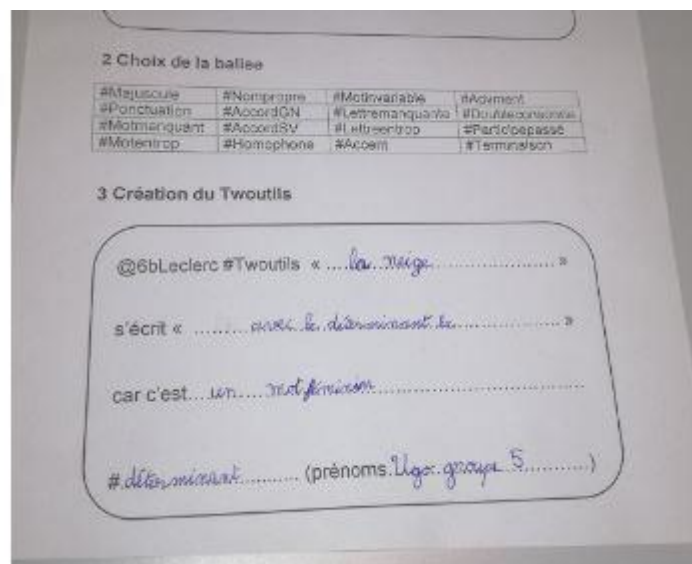 2 Choix de la balise
#Majuscule #Nompropre #Motinvariable
#Ponctuation #AccordGN #Lettremanquante #Doubleconsonne
#Motmanquant #AccordSV #Lettreentrop #Participepassé
#Motentrop #Homophone #Accent #Terminaison
3 Création du Twoutils
@6bLeclerc #Twoutils « ....la neige.................... »
s'écrit « ........avec le déterminant la.............. »
car c'est....un....mot féminin...............................
#.déterminant.......... (prénoms.Ugo groupe 5...........)